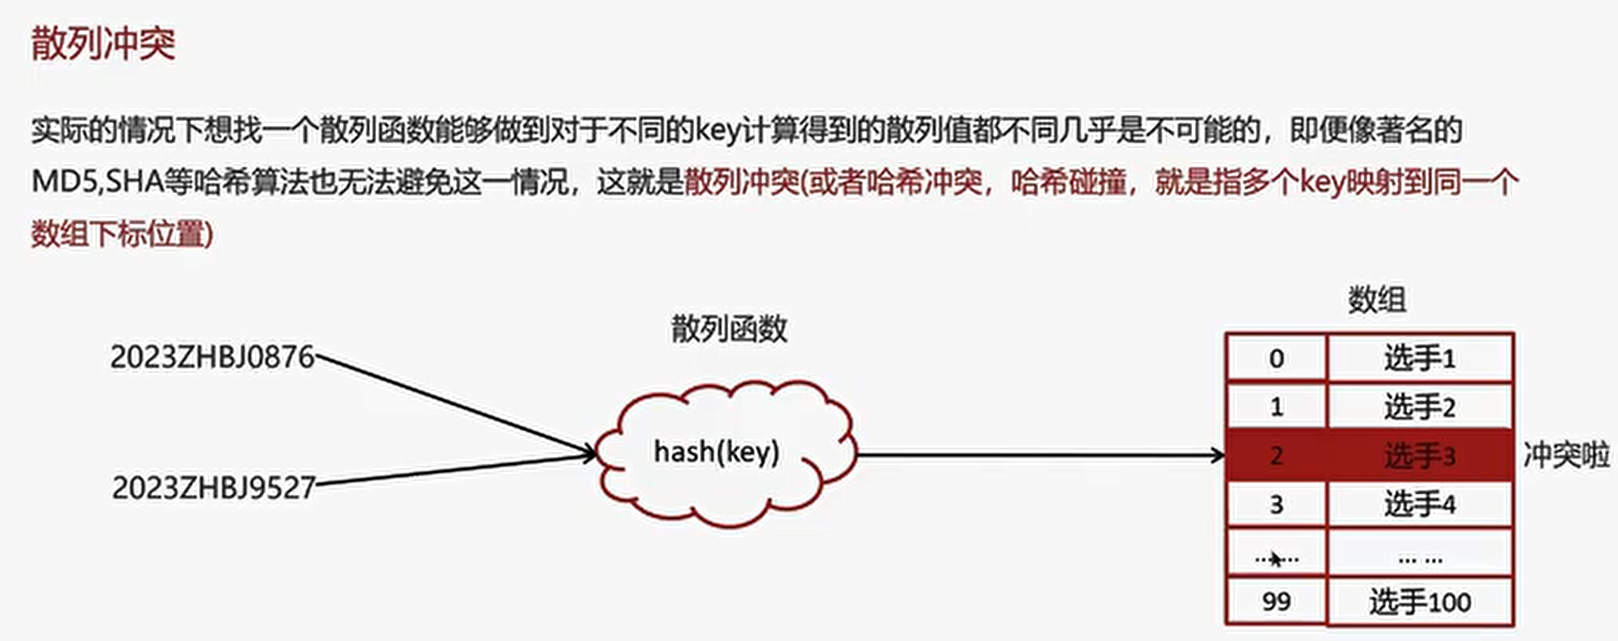 散列冲突
实际的情况下想找一个散列函数能够做到对于不同的key计算得到的散列值都不同几乎是不可能的，即便像著名的
MD5,SHA等哈希算法也无法避免这一情况，这就是散列冲突(或者哈希冲突，哈希碰撞，就是指多个key映射到同一个
数组下标位置)
数组
散列函数
2023ZHBJ0876
2023ZHBJ9527
hash(key)
0 选手1
1 选手2
2 选手3 冲突啦
3 选手4
...... ... ...
99 选手100